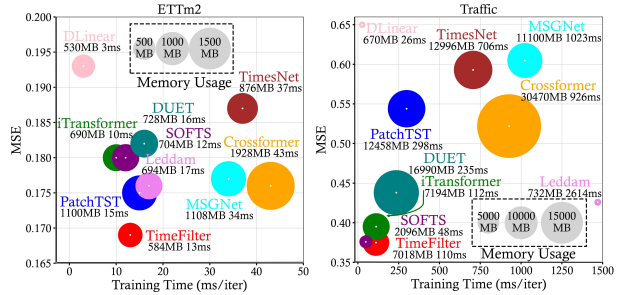 ETTm2
0.200
0.195
0.190
0.185
0.180
0.175
0.170
0.165
MSE
DLinear
530MB 3ms
500
MB
1000
MB
1500
MB
Memory Usage
TimesNet
876MB 37ms
DUET
728MB 16ms
iTransformer
690MB 10ms
SOFTS
704MB 12ms
Crossformer
1928MB 43ms
Leddam
694MB 17ms
PatchTST
1100MB 15ms
MSGNet
1108MB 34ms
TimeFilter
584MB 13ms
0
10
20
30
40
50
Training Time (ms/iter)
Traffic
0.65
0.60
0.55
0.50
0.45
0.40
0.35
MSE
DLinear
670MB 26ms
TimesNet
12996MB 706ms
MSGNet
11100MB 1023ms
Crossformer
30470MB 926ms
PatchTST
12458MB 298ms
DUET
16990MB 235ms
iTransformer
7194MB 112ms
Leddam
732MB 2614ms
SOFTS
2096MB 48ms
TimeFilter
7018MB 110ms
5000
MB
10000
MB
15000
MB
Memory Usage
0
250
500
750
1000
1250
1500
Training Time (ms/iter)